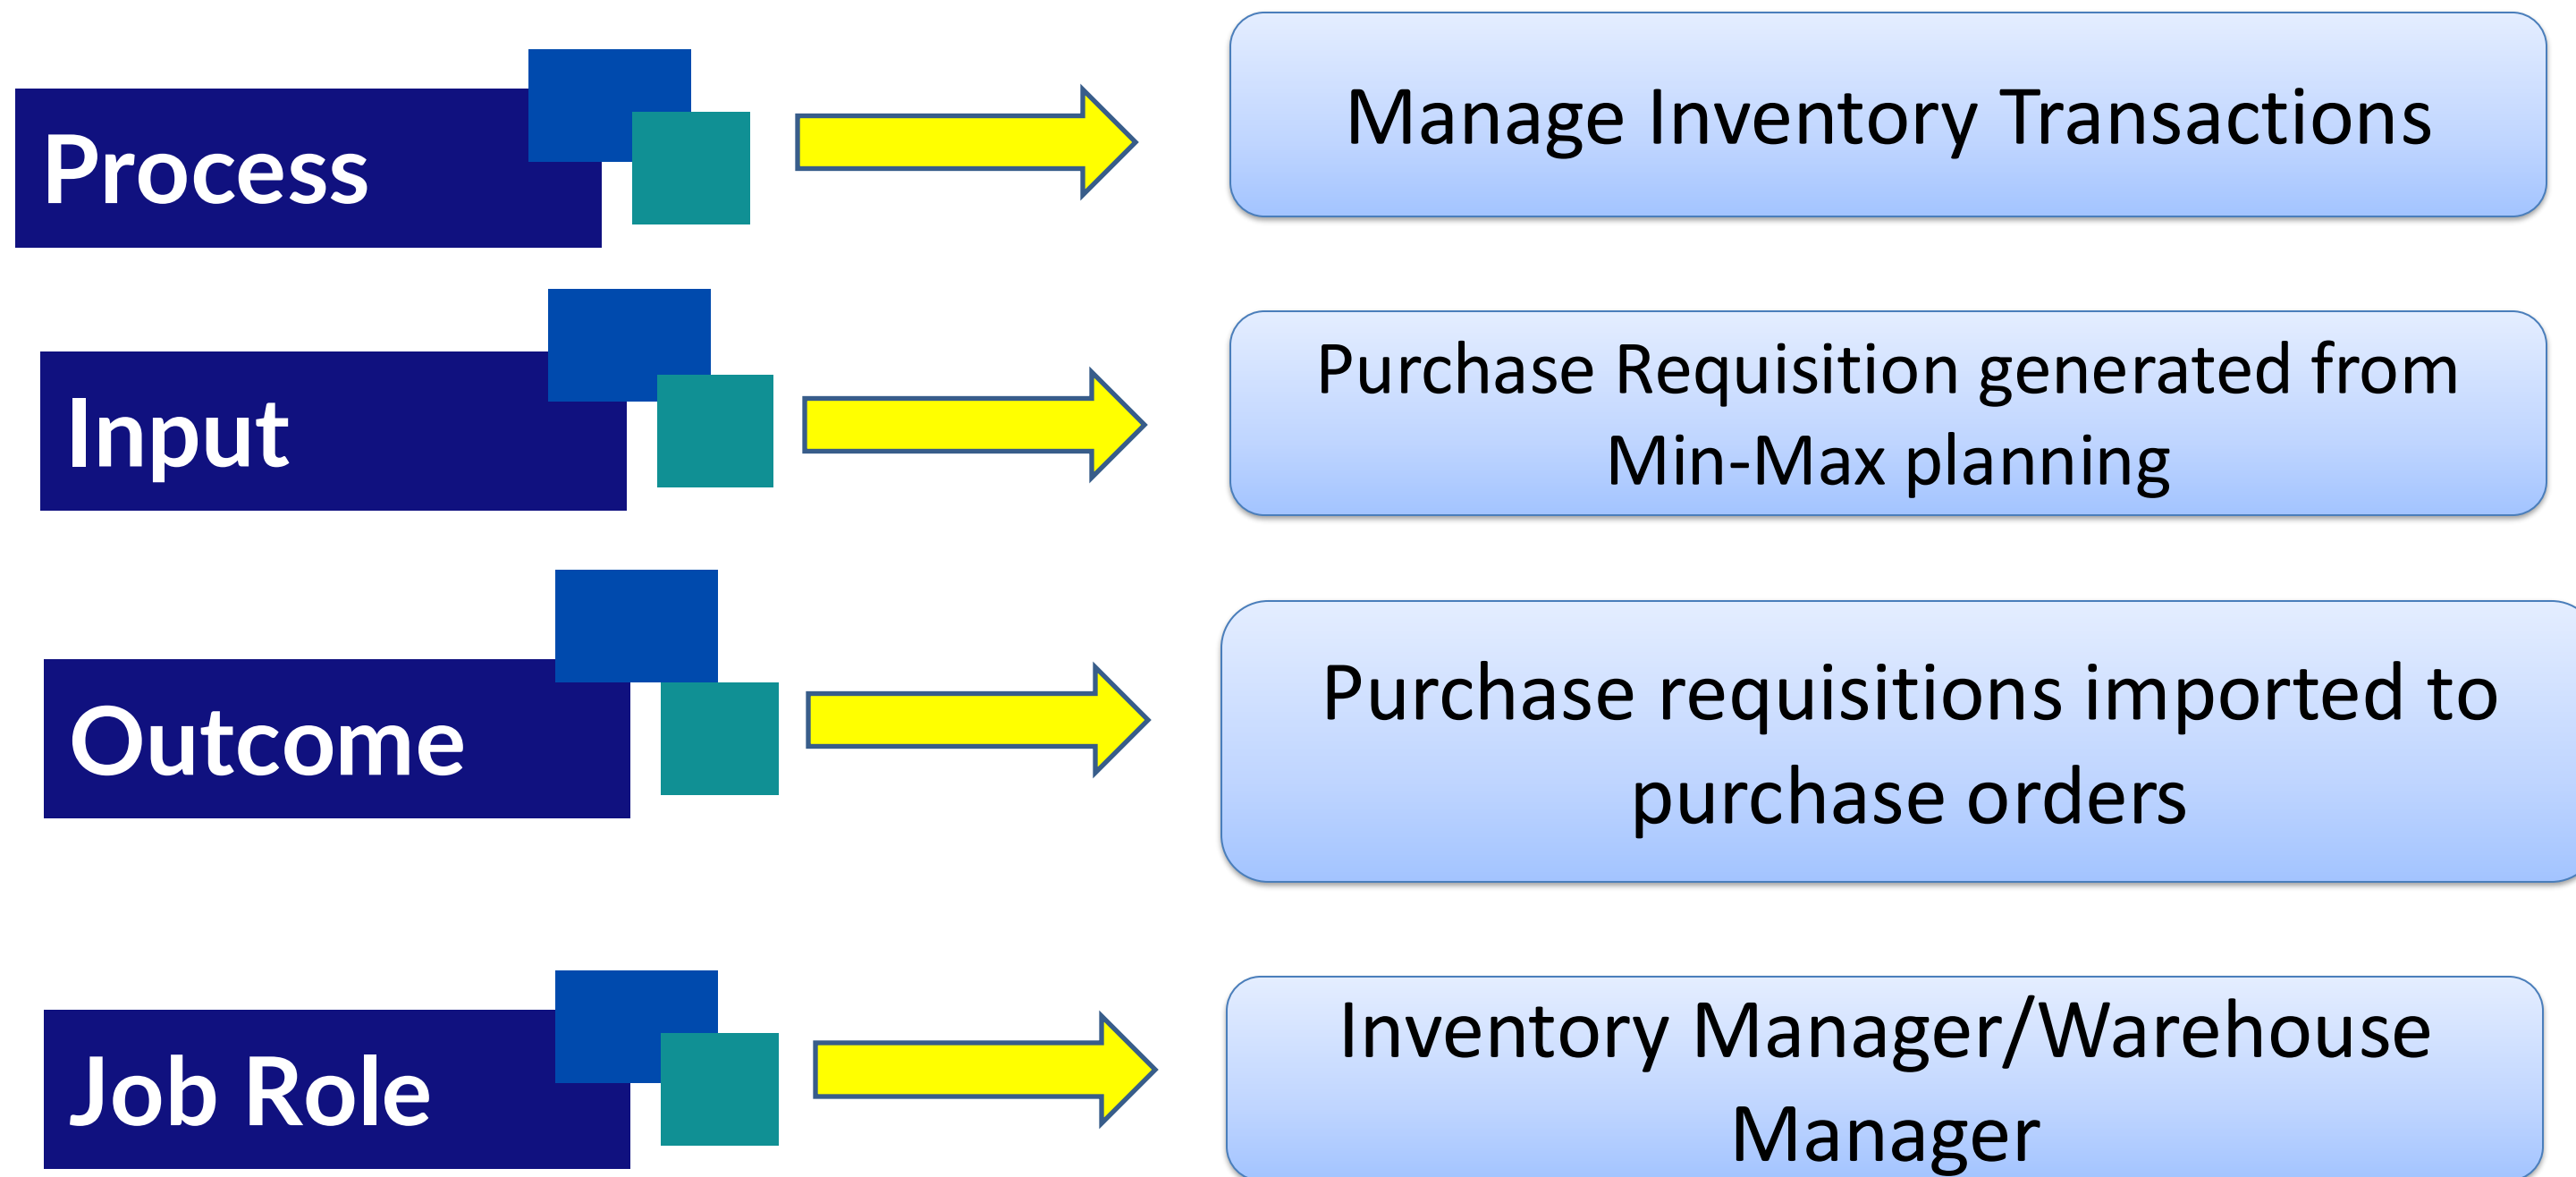 Process
Manage Inventory Transactions
Input
Purchase Requisition generated from
Min-Max planning
Outcome
Purchase requisitions imported to
purchase orders
Job Role
Inventory Manager/Warehouse
Manager